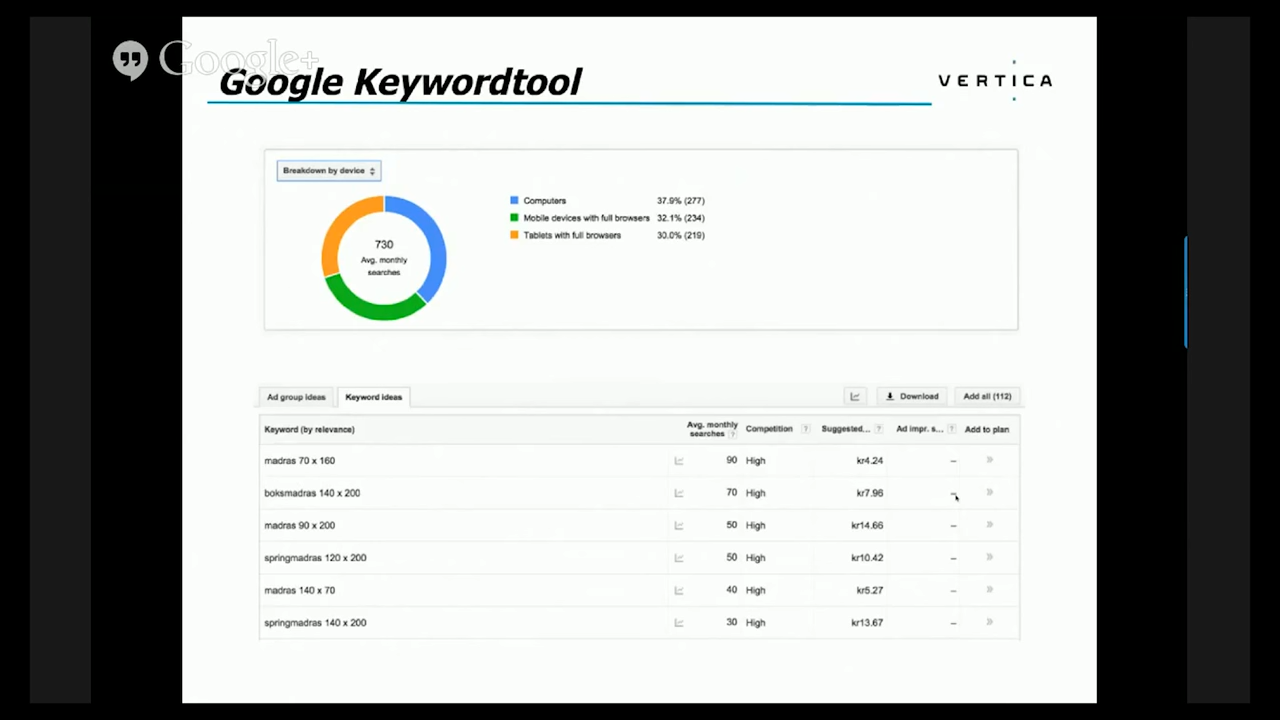 Google+
Google Keywordtool
VERTICA
Breakdown by device
Computers 37.9% (277)
Mobile devices with full browsers 32.1% (234)
Tablets with full browsers 30.0% (219)
730
Avg. monthly
searches
Ad group ideas Keyword ideas Download Add all (112)
Keyword (by relevance) Avg. monthly searches ? Competition ? Suggested... ? Ad impr. s... ? Add to plan
madras 70 x 160 90 High kr4.24 – »
boksmadras 140 x 200 70 High kr7.96 – »
madras 90 x 200 50 High kr14.66 – »
springmadras 120 x 200 50 High kr10.42 – »
madras 140 x 70 40 High kr5.27 – »
springmadras 140 x 200 30 High kr13.67 – »